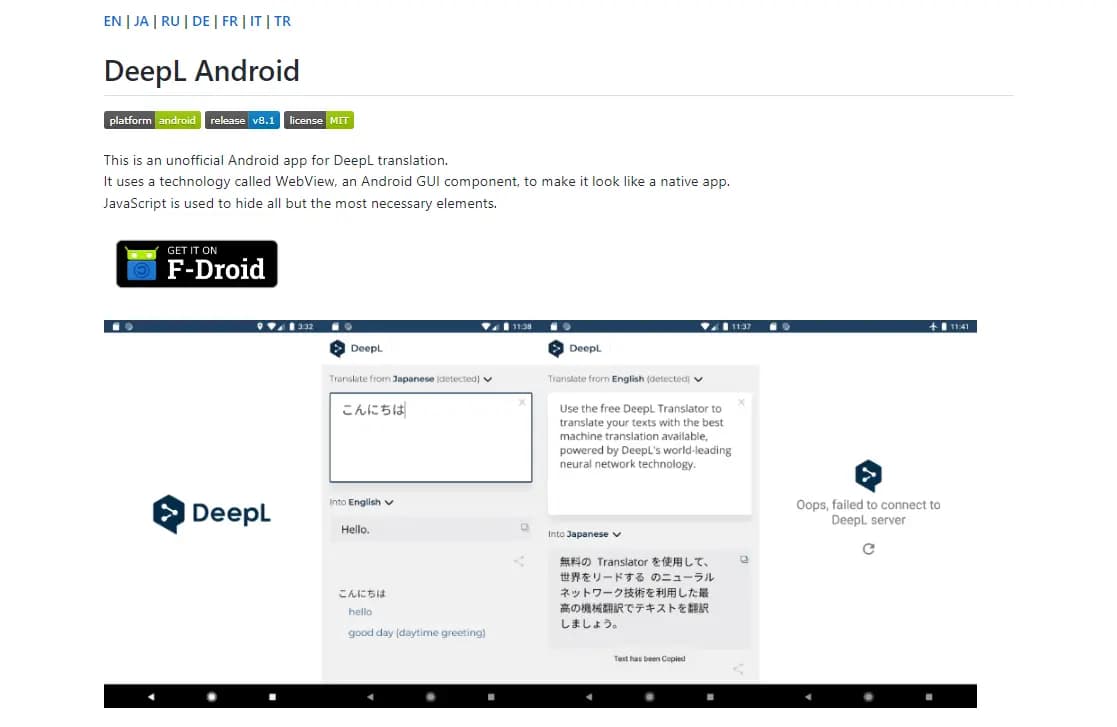 EN | JA | RU | DE | FR | IT | TR
DeepL Android
platform android release v8.1 license MIT
This is an unofficial Android app for DeepL translation.
It uses a technology called WebView, an Android GUI component, to make it look like a native app.
JavaScript is used to hide all but the most necessary elements.
GET IT ON
F-Droid
3:32
DeepL
11:38
DeepL
Translate from Japanese (detected)
こんにちは
Into English
Hello.
こんにちは
hello
good day (daytime greeting)
11:37
DeepL
Translate from English (detected)
Use the free DeepL Translator to
translate your texts with the best
machine translation available,
powered by DeepL's world-leading
neural network technology.
Into Japanese
無料の Translator を使用して、
世界をリードする のニューラル
ネットワーク技術を利用した最
高の機械翻訳でテキストを翻訳
しましょう。
Text has been Copied
11:41
Oops, failed to connect to
DeepL server